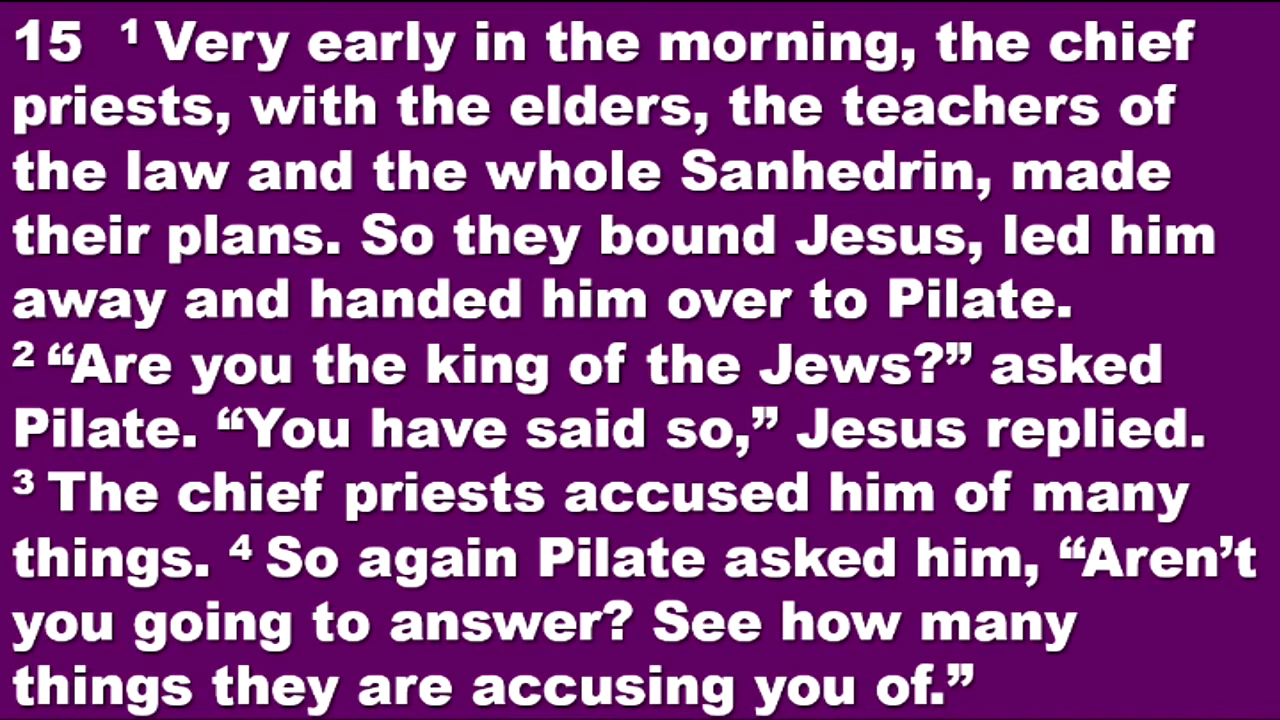 15 ¹ Very early in the morning, the chief
priests, with the elders, the teachers of
the law and the whole Sanhedrin, made
their plans. So they bound Jesus, led him
away and handed him over to Pilate.
² “Are you the king of the Jews?” asked
Pilate. “You have said so,” Jesus replied.
³ The chief priests accused him of many
things. ⁴ So again Pilate asked him, “Aren’t
you going to answer? See how many
things they are accusing you of.”